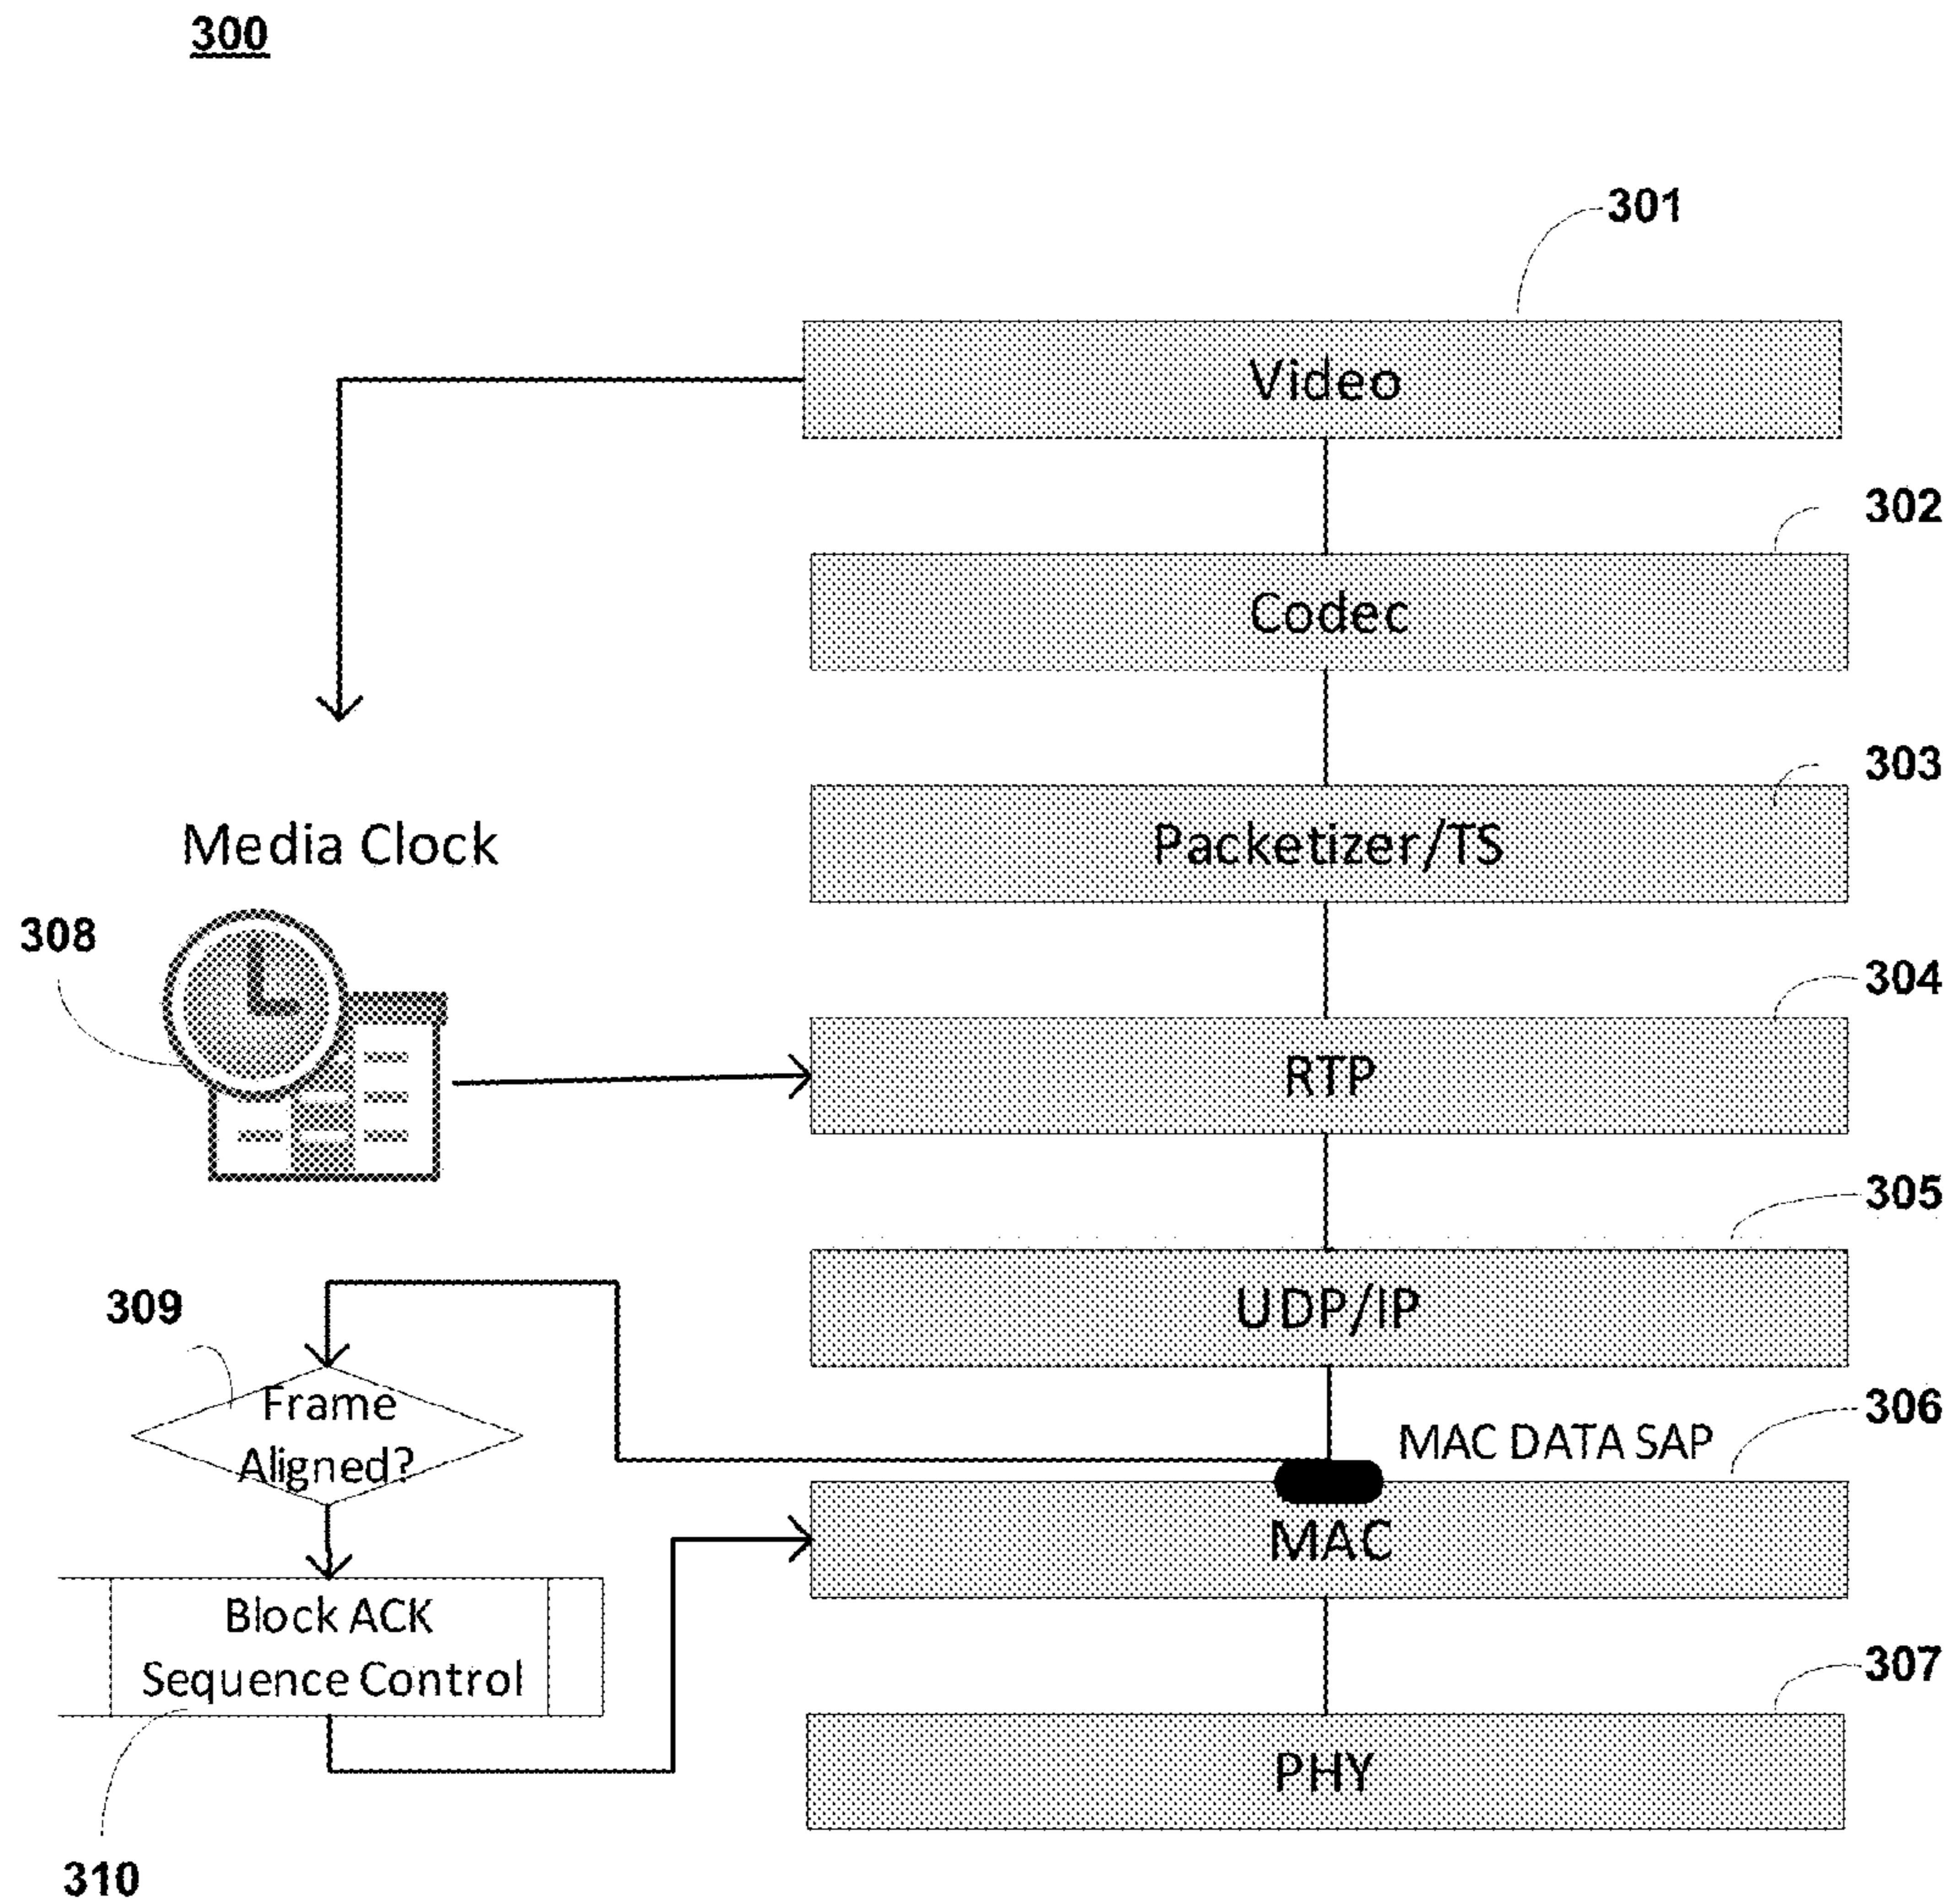 300
301
Video
302
Codec
303
Packetizer/TS
Media Clock
308
304
RTP
305
UDP/IP
309
Frame
Aligned?
306
MAC DATA SAP
MAC
Block ACK
Sequence Control
307
PHY
310